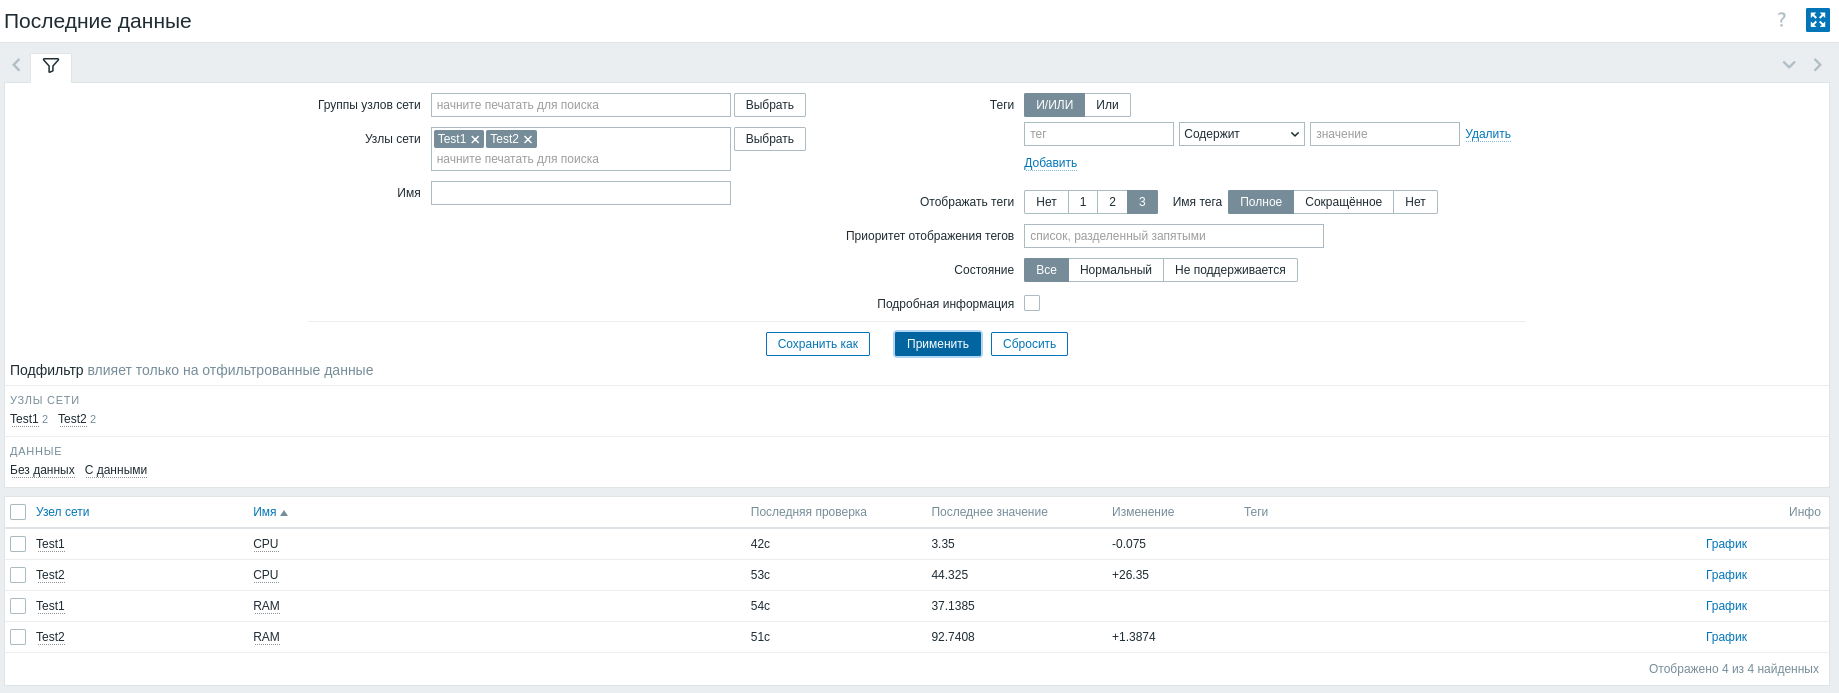 Последние данные
?
Группы узлов сети начните печатать для поиска Выбрать
Узлы сети Test1 Test2 Выбрать
начните печатать для поиска
Имя
Теги И/ИЛИ Или
тег Содержит значение Удалить
Добавить
Отображать теги Нет 1 2 3 Имя тега Полное Сокращённое Нет
Приоритет отображения тегов список, разделенный запятыми
Состояние Все Нормальный Не поддерживается
Подробная информация
Сохранить как Применить Сбросить
Подфильтр влияет только на отфильтрованные данные
УЗЛЫ СЕТИ
Test1 2 Test2 2
ДАННЫЕ
Без данных С данными
Узел сети Имя Последняя проверка Последнее значение Изменение Теги Инфо
Test1 CPU 42с 3.35 -0.075 График
Test2 CPU 53с 44.325 +26.35 График
Test1 RAM 54с 37.1385 График
Test2 RAM 51с 92.7408 +1.3874 График
Отображено 4 из 4 найденных